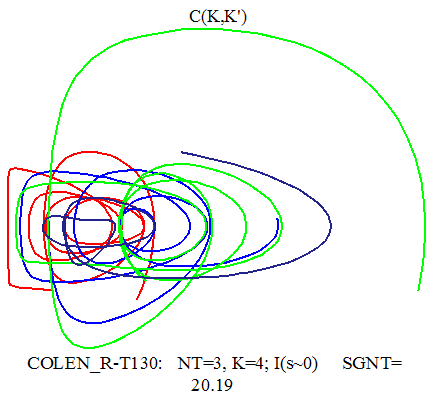 C(K,K')
COLEN_R-T130: NT=3, K=4; I(s~0) SGNT=
20.19